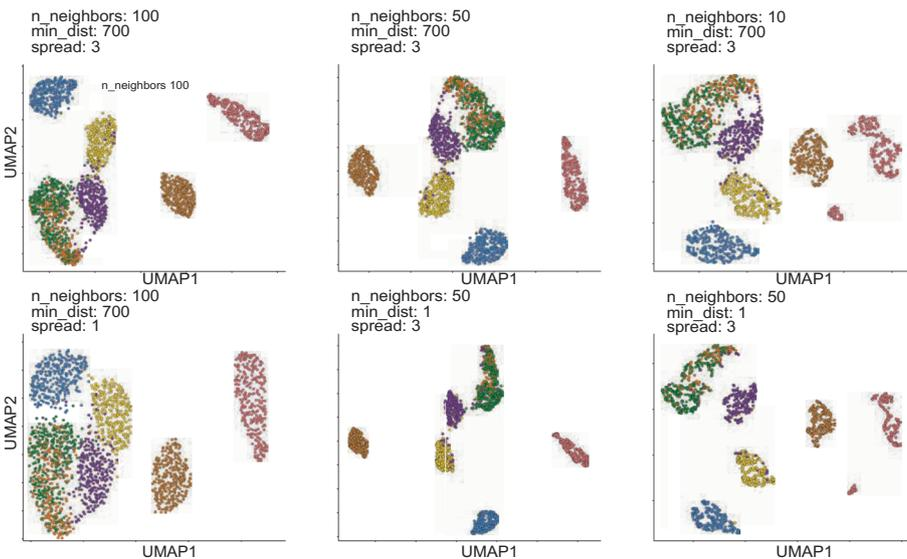 n_neighbors: 100
min_dist: 700
spread: 3
n_neighbors 100
UMAP2
UMAP1
n_neighbors: 50
min_dist: 700
spread: 3
UMAP1
n_neighbors: 10
min_dist: 700
spread: 3
UMAP1
n_neighbors: 100
min_dist: 700
spread: 1
UMAP2
UMAP1
n_neighbors: 50
min_dist: 1
spread: 3
UMAP1
n_neighbors: 50
min_dist: 1
spread: 3
UMAP1